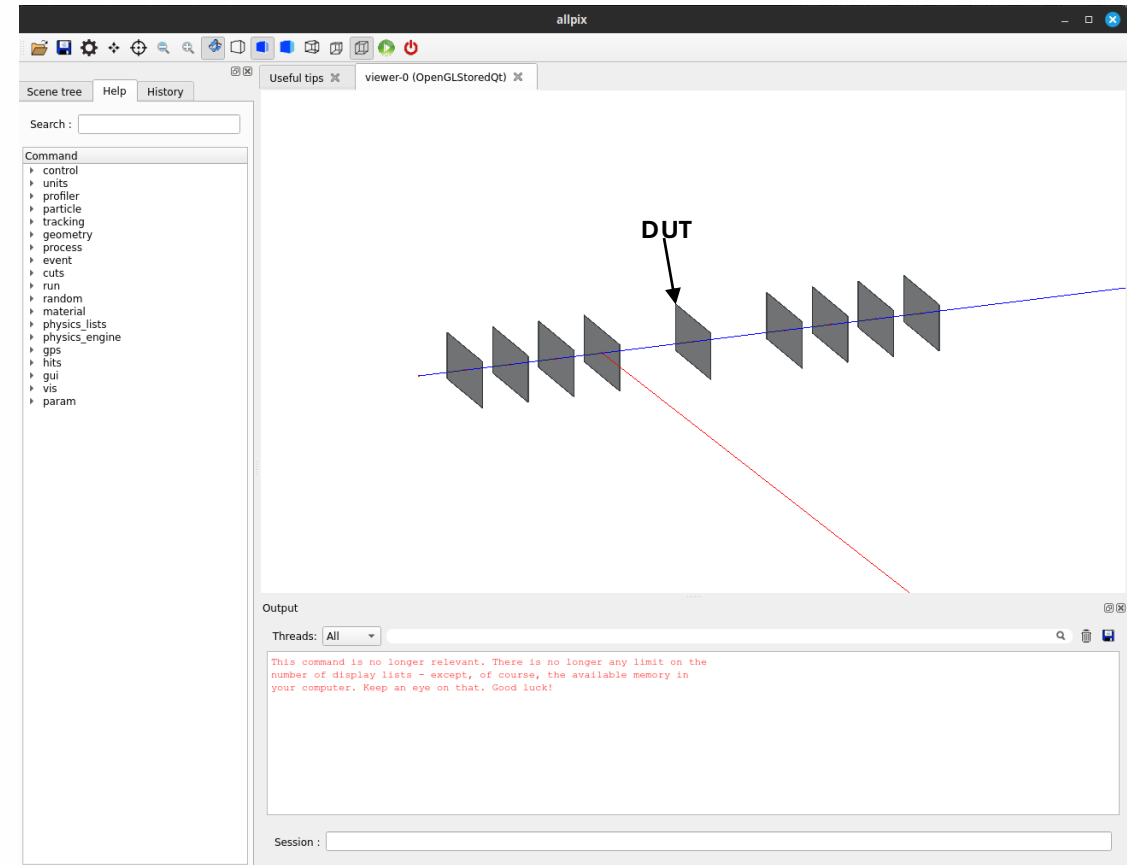 allpix
Useful tips
viewer-0 (OpenGLStoredQt)
Scene tree
Help
History
Search :
Command
control
units
profiler
particle
tracking
geometry
process
event
cuts
run
random
material
physics_lists
physics_engine
gps
hits
gui
vis
param
DUT
Output
Threads: All
This command is no longer relevant. There is no longer any limit on the
number of display lists - except, of course, the available memory in
your computer. Keep an eye on that. Good luck!
Session :